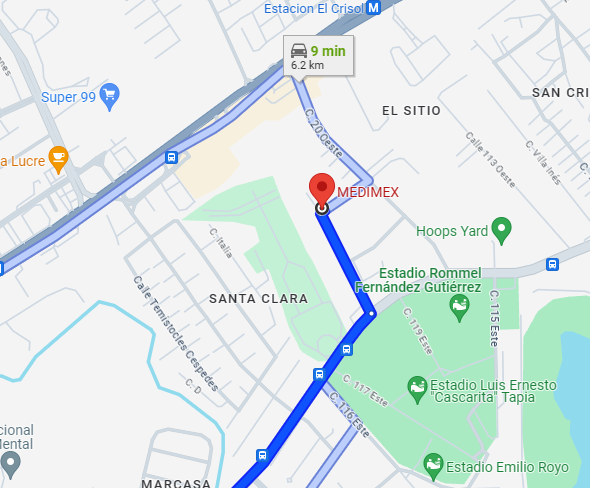 Estacion El Crisol M
9 min
6.2 km
SAN CRI
Super 99
EL SITIO
C. 20 Oeste
Calle 113 Oeste
C. Villa Inés
a Lucre
MEDIMEX
Hoops Yard
C. Italia
Estadio Rommel
Fernández Gutiérrez
SANTA CLARA
Calle Temistocles Cespedes
C. 115 Este
C. 119 Este
C. D
C. 117 Este
Estadio Luis Ernesto
"Cascarita" Tapia
C. 116 Este
cional
Mental
Estadio Emilio Royo
MARCASA